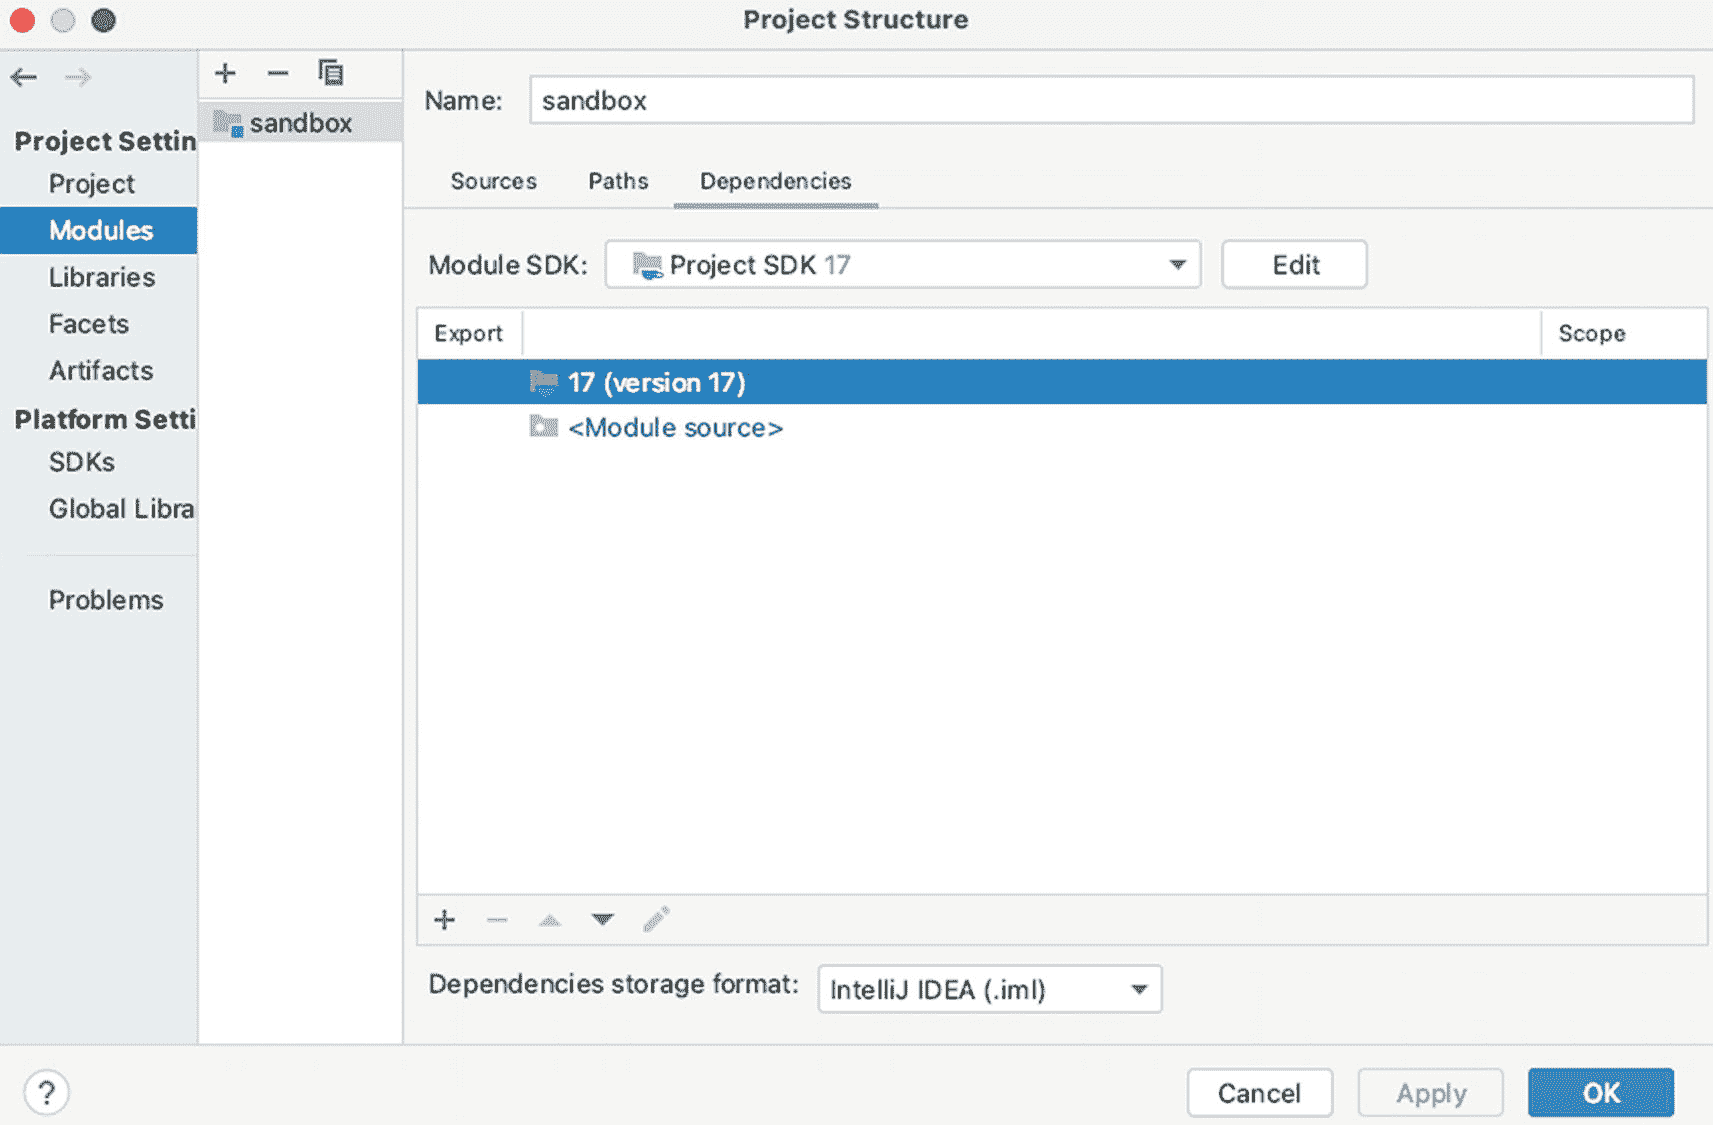 Project Structure
Project Settin
Project
Modules
Libraries
Facets
Artifacts
Platform Setti
SDKs
Global Libra
Problems
sandbox
Name: sandbox
Sources Paths Dependencies
Module SDK: Project SDK 17 Edit
Export Scope
17 (version 17)
<Module source>
Dependencies storage format: IntelliJ IDEA (.iml)
? Cancel Apply OK